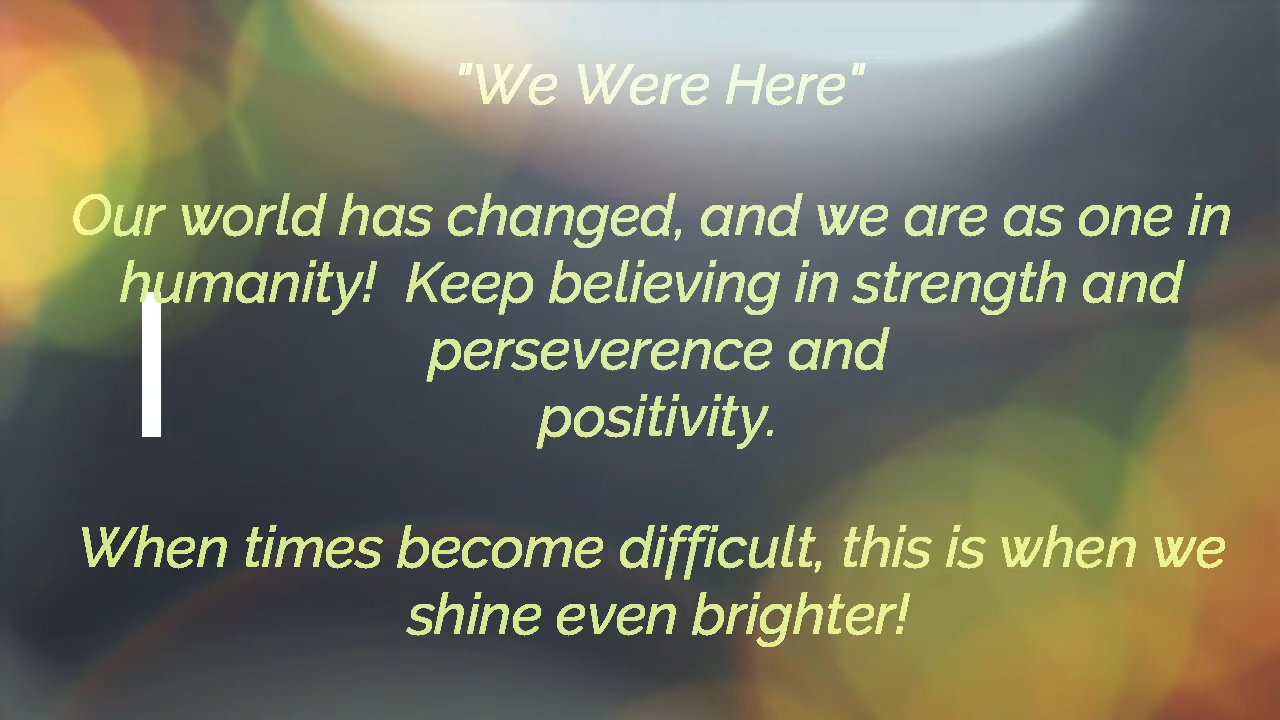 "We Were Here"
Our world has changed, and we are as one in
humanity!  Keep believing in strength and
perseverence and
positivity.
When times become difficult, this is when we
shine even brighter!